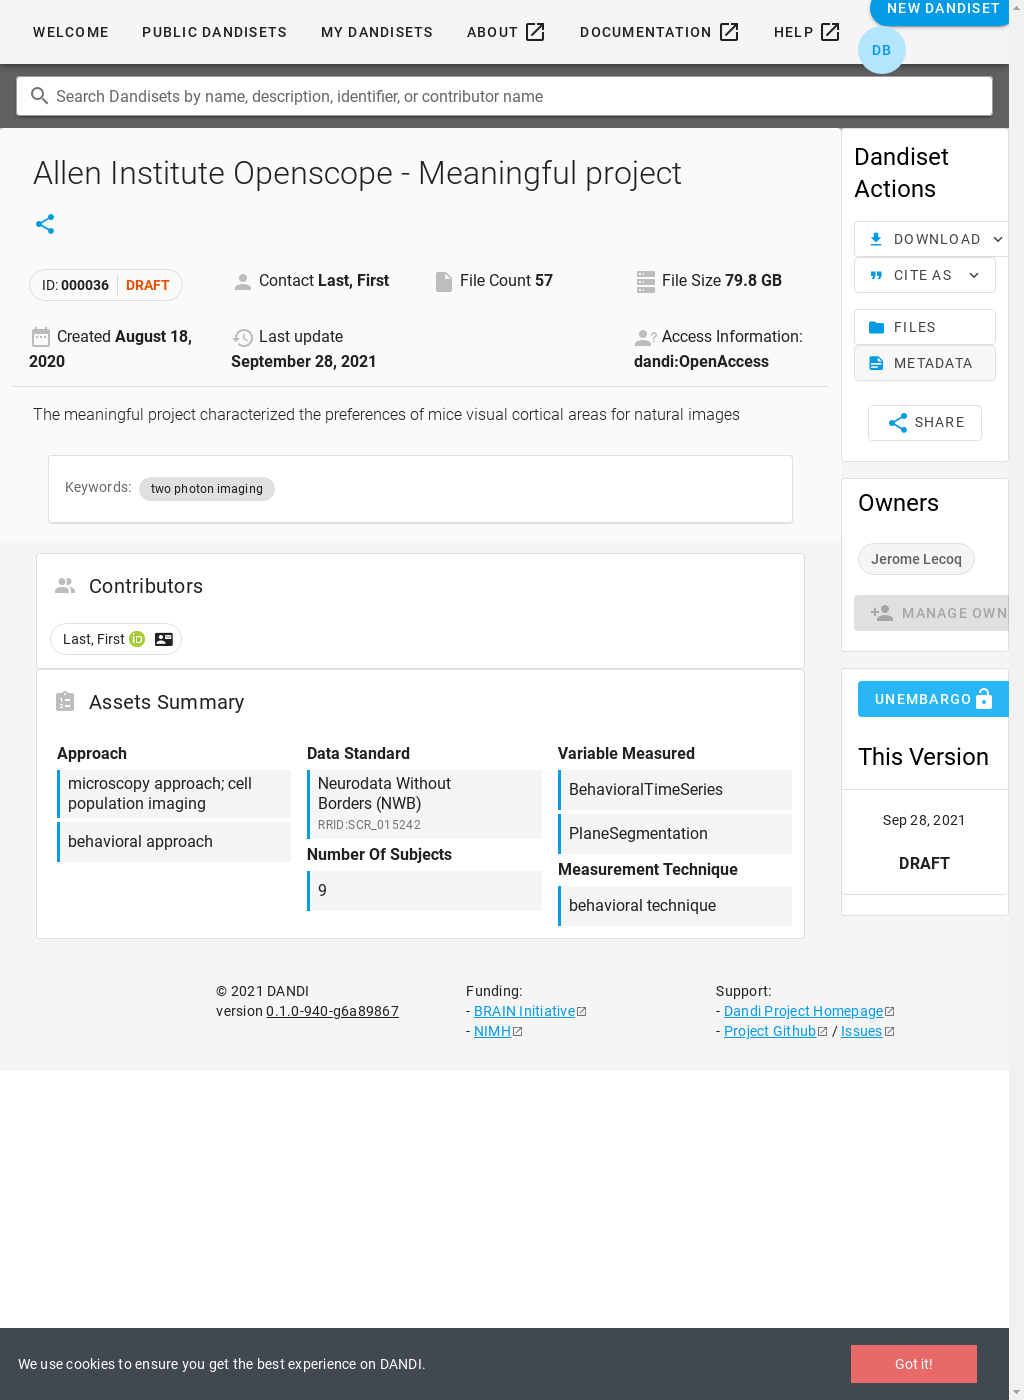 WELCOME
PUBLIC DANDISETS
MY DANDISETS
ABOUT
DOCUMENTATION
HELP
NEW DANDISET
DB
Search Dandisets by name, description, identifier, or contributor name
Allen Institute Openscope - Meaningful project
ID: 000036 DRAFT
Contact Last, First
File Count 57
File Size 79.8 GB
Created August 18,
2020
Last update
September 28, 2021
Access Information:
dandi:OpenAccess
The meaningful project characterized the preferences of mice visual cortical areas for natural images
Keywords: two photon imaging
Contributors
Last, First iD
Assets Summary
Approach
microscopy approach; cell
population imaging
behavioral approach
Data Standard
Neurodata Without
Borders (NWB)
RRID:SCR_015242
Number Of Subjects
9
Variable Measured
BehavioralTimeSeries
PlaneSegmentation
Measurement Technique
behavioral technique
Dandiset
Actions
DOWNLOAD
CITE AS
FILES
METADATA
SHARE
Owners
Jerome Lecoq
MANAGE OWN
UNEMBARGO
This Version
Sep 28, 2021
DRAFT
© 2021 DANDI
version 0.1.0-940-g6a89867
Funding:
- BRAIN Initiative
- NIMH
Support:
- Dandi Project Homepage
- Project Github / Issues
We use cookies to ensure you get the best experience on DANDI.
Got it!